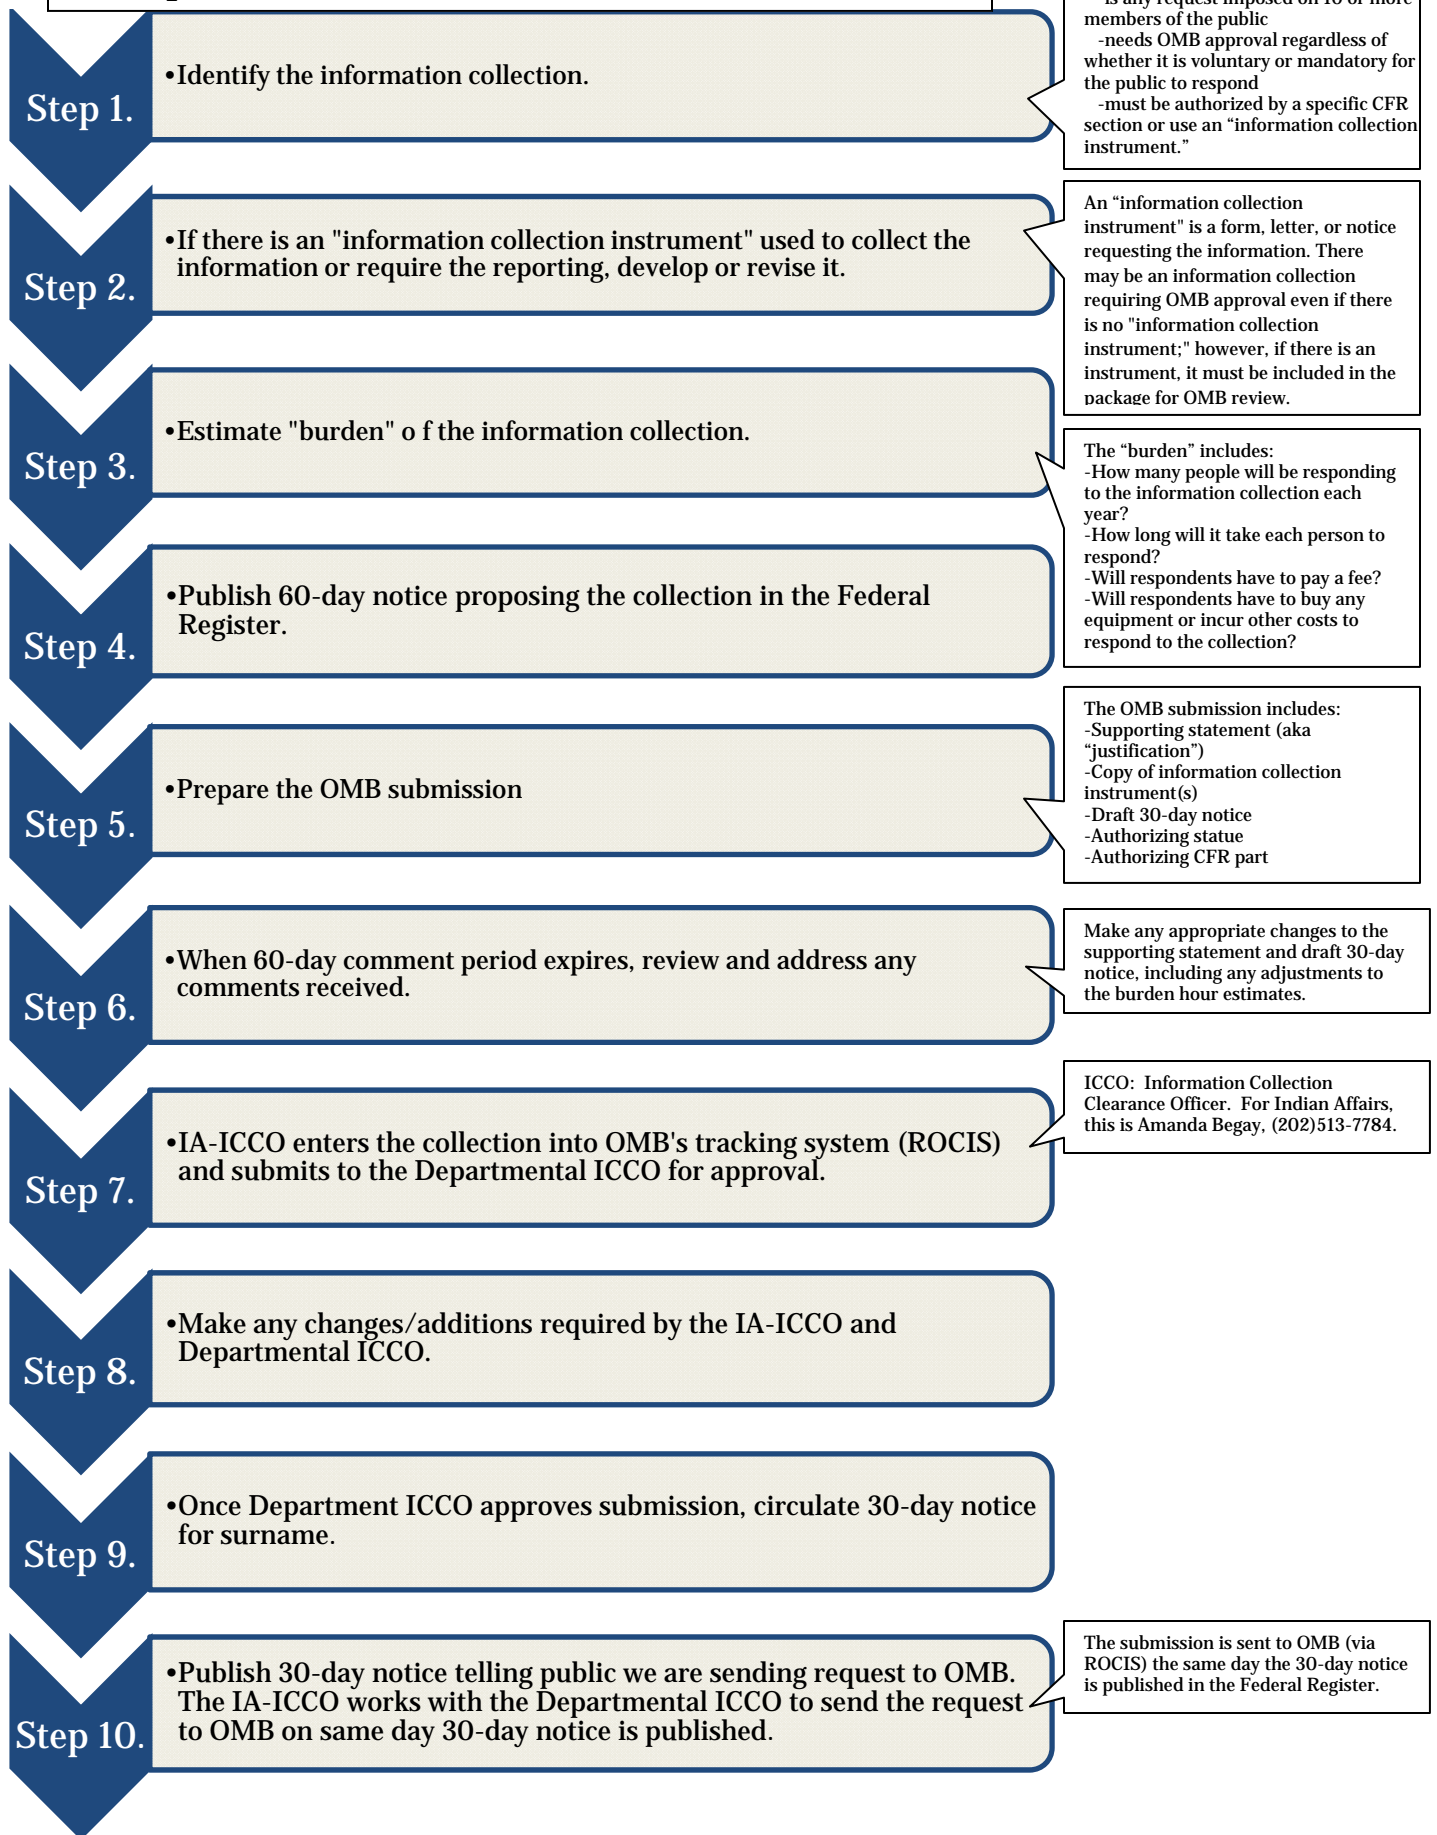 is any request imposed on 10 or more
members of the public
-needs OMB approval regardless of
whether it is voluntary or mandatory for
the public to respond
-must be authorized by a specific CFR
section or use an “information collection
instrument.”
Step 1.
•Identify the information collection.
Step 2.
•If there is an "information collection instrument" used to collect the
information or require the reporting, develop or revise it.
An “information collection
instrument" is a form, letter, or notice
requesting the information. There
may be an information collection
requiring OMB approval even if there
is no "information collection
instrument;" however, if there is an
instrument, it must be included in the
package for OMB review.
Step 3.
•Estimate "burden" o f the information collection.
The “burden” includes:
-How many people will be responding
to the information collection each
year?
-How long will it take each person to
respond?
-Will respondents have to pay a fee?
-Will respondents have to buy any
equipment or incur other costs to
respond to the collection?
Step 4.
•Publish 60-day notice proposing the collection in the Federal
Register.
Step 5.
•Prepare the OMB submission
The OMB submission includes:
-Supporting statement (aka
“justification”)
-Copy of information collection
instrument(s)
-Draft 30-day notice
-Authorizing statue
-Authorizing CFR part
Step 6.
•When 60-day comment period expires, review and address any
comments received.
Make any appropriate changes to the
supporting statement and draft 30-day
notice, including any adjustments to
the burden hour estimates.
Step 7.
•IA-ICCO enters the collection into OMB's tracking system (ROCIS)
and submits to the Departmental ICCO for approval.
ICCO:  Information Collection
Clearance Officer.  For Indian Affairs,
this is Amanda Begay, (202)513-7784.
Step 8.
•Make any changes/additions required by the IA-ICCO and
Departmental ICCO.
Step 9.
•Once Department ICCO approves submission, circulate 30-day notice
for surname.
Step 10.
•Publish 30-day notice telling public we are sending request to OMB.
The IA-ICCO works with the Departmental ICCO to send the request
to OMB on same day 30-day notice is published.
The submission is sent to OMB (via
ROCIS) the same day the 30-day notice
is published in the Federal Register.